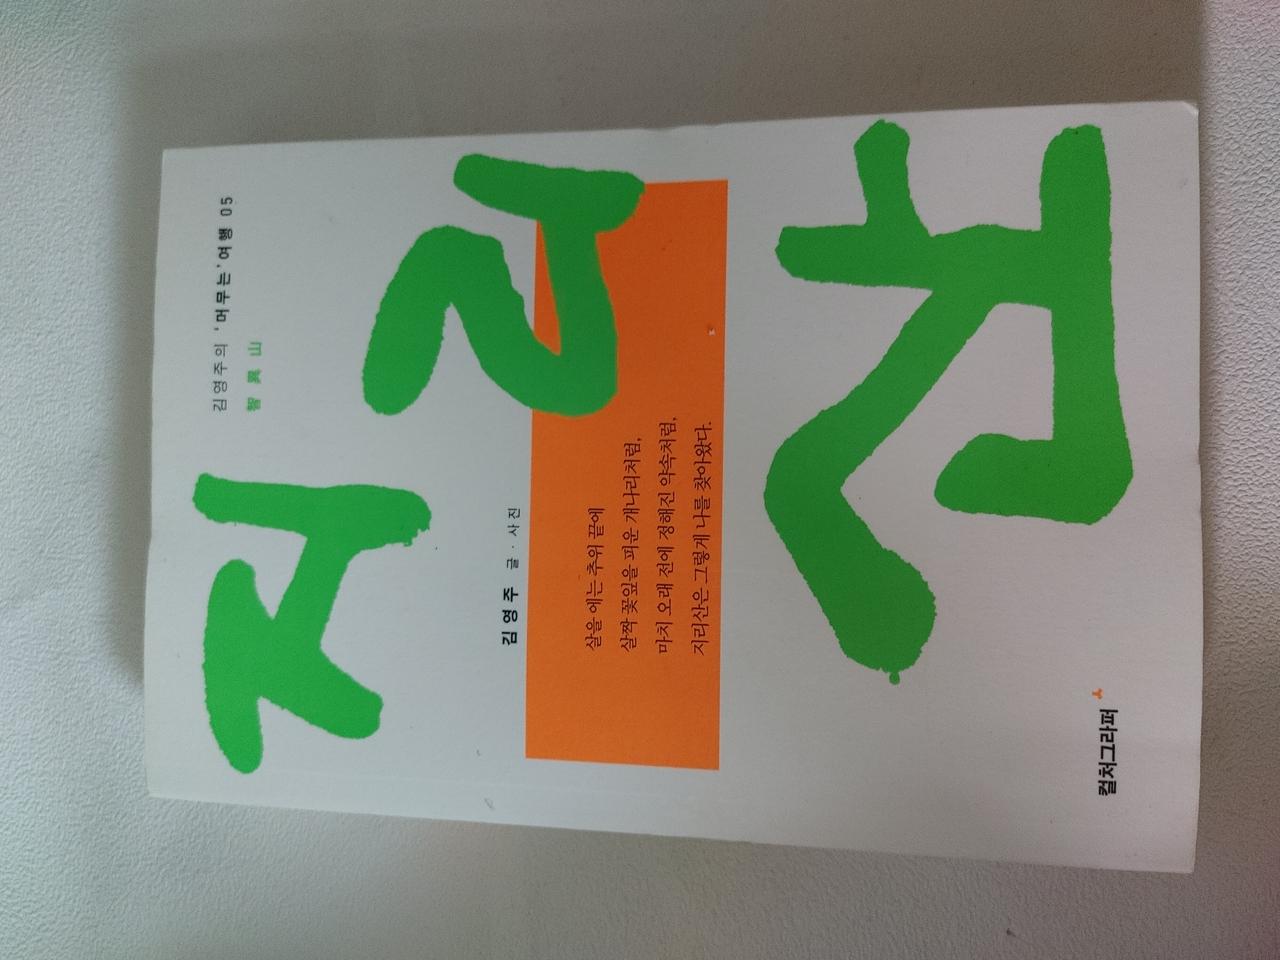 김영주의 '머무는' 여행 05
智異山
지리산
김영주 글·사진
살을 에는 추위 끝에
살짝 꽃잎을 피운 개나리처럼,
마치 오래 전에 정해진 약속처럼,
지리산은 그렇게 나를 찾아왔다.
컬처그라퍼